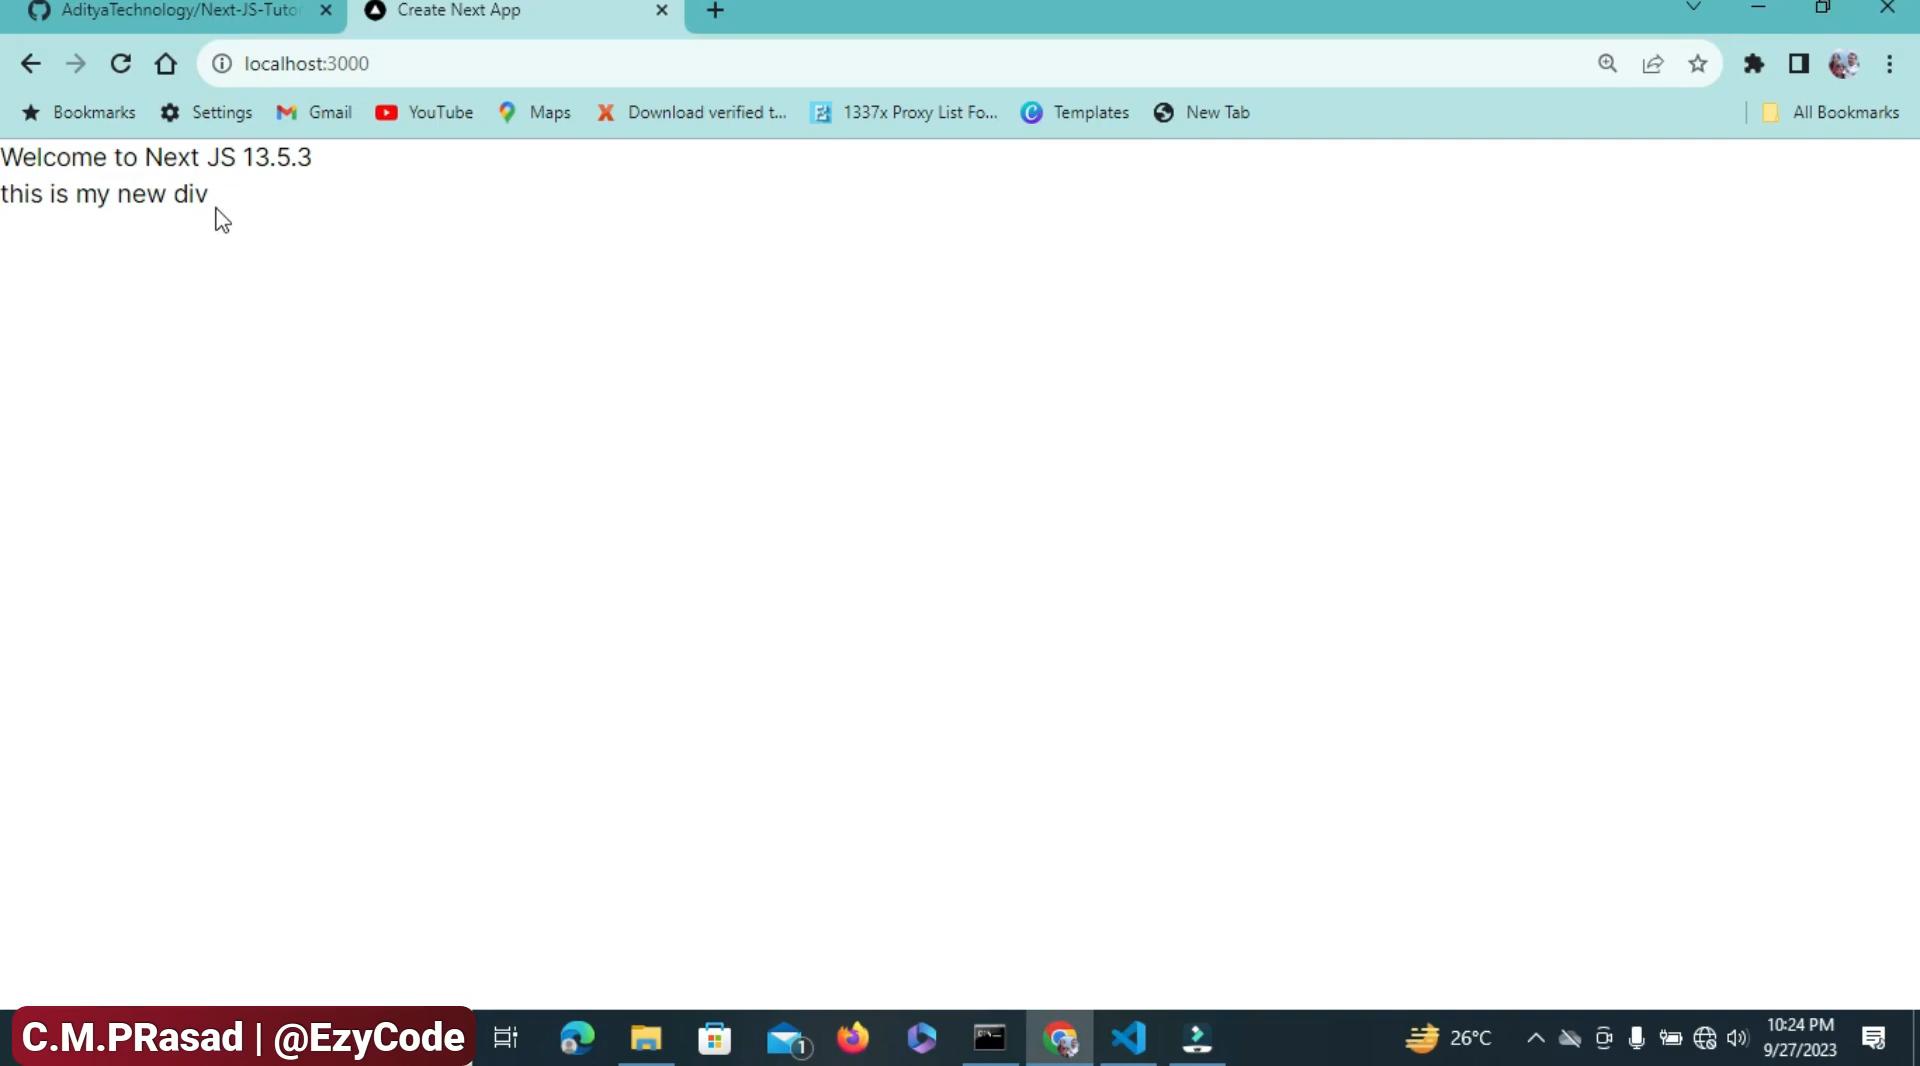 AdityaTechnology/Next-JS-Tutor
Create Next App
localhost:3000
Bookmarks
Settings
Gmail
YouTube
Maps
Download verified t...
1337x Proxy List Fo...
Templates
New Tab
All Bookmarks
Welcome to Next JS 13.5.3
this is my new div
C.M.PRasad | @EzyCode
1
26°C
10:24 PM
9/27/2023